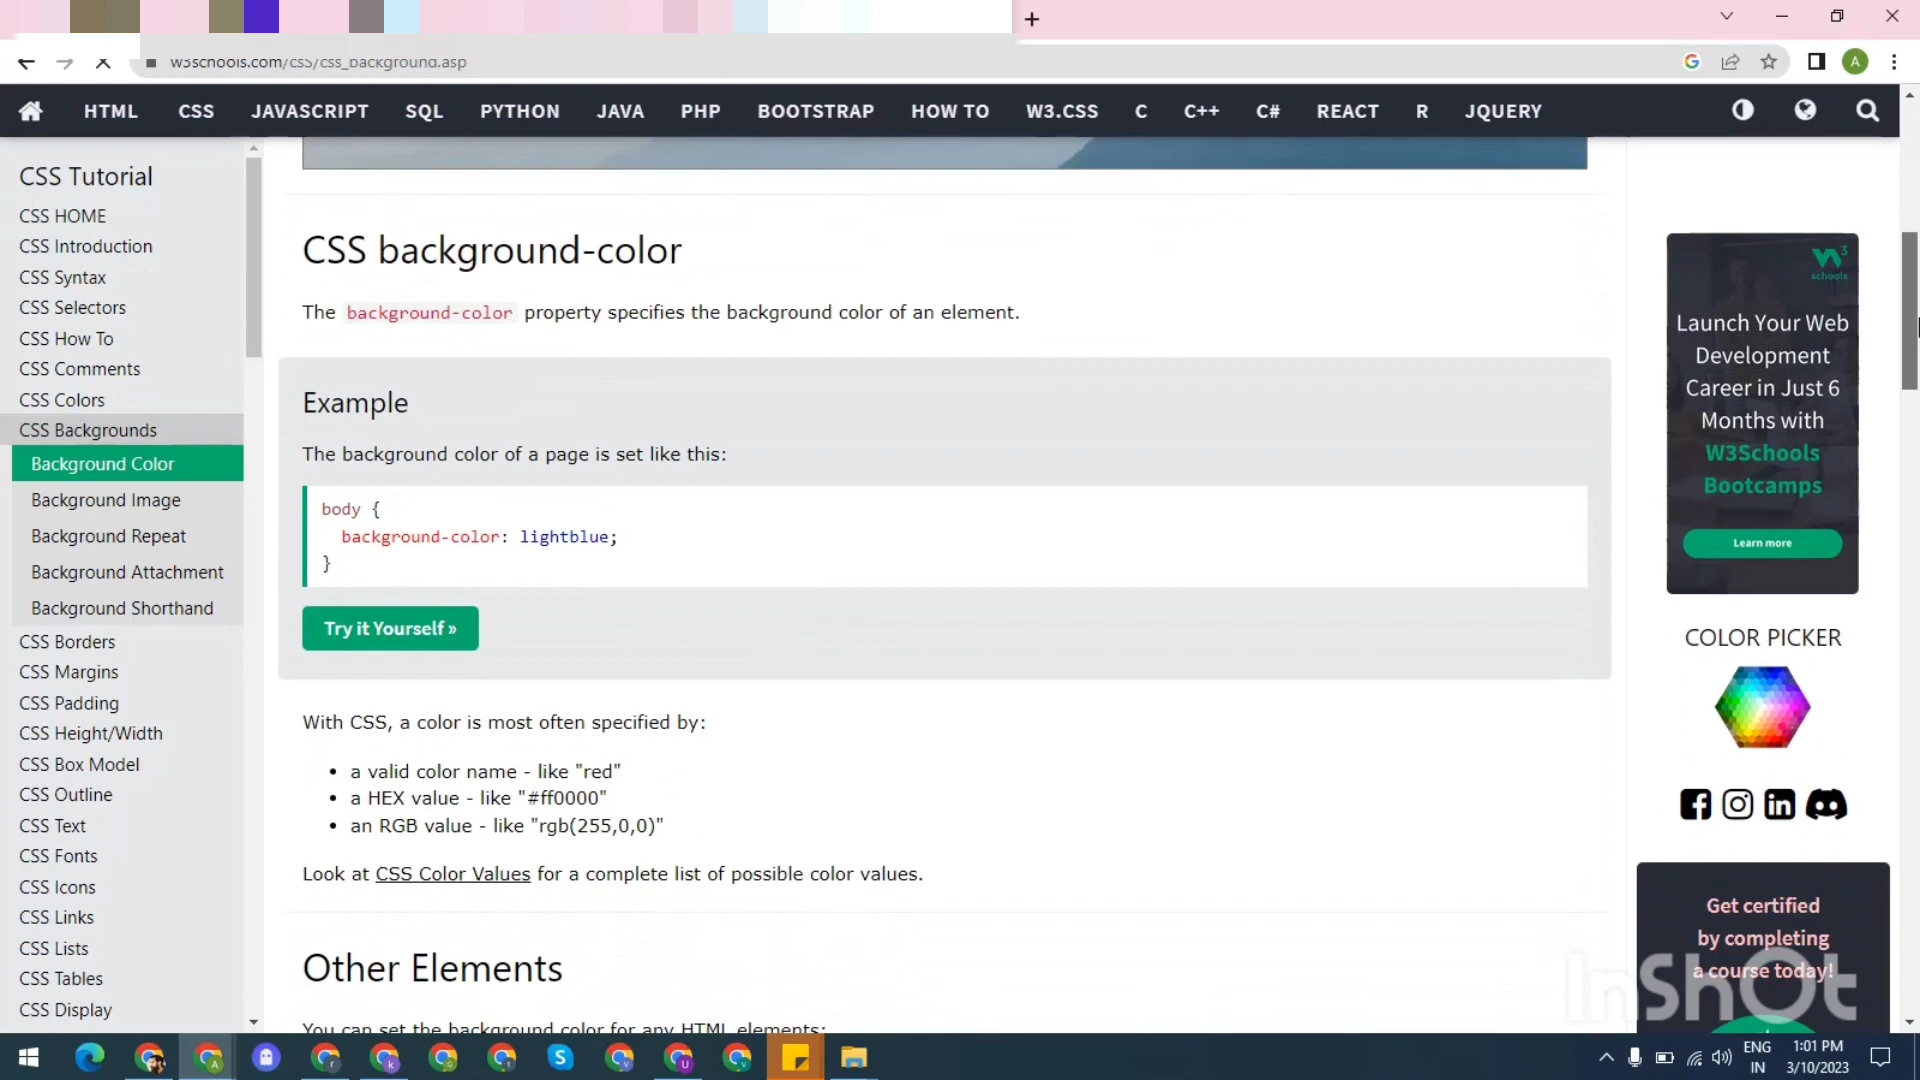 w3schools.com/css/css_background.asp
A
HTML CSS JAVASCRIPT SQL PYTHON JAVA PHP BOOTSTRAP HOW TO W3.CSS C C++ C# REACT R JQUERY
CSS Tutorial
CSS HOME
CSS Introduction
CSS Syntax
CSS Selectors
CSS How To
CSS Comments
CSS Colors
CSS Backgrounds
Background Color
Background Image
Background Repeat
Background Attachment
Background Shorthand
CSS Borders
CSS Margins
CSS Padding
CSS Height/Width
CSS Box Model
CSS Outline
CSS Text
CSS Fonts
CSS Icons
CSS Links
CSS Lists
CSS Tables
CSS Display
CSS background-color
The background-color property specifies the background color of an element.
Example
The background color of a page is set like this:
body {
background-color: lightblue;
}
Try it Yourself »
With CSS, a color is most often specified by:
• a valid color name - like "red"
• a HEX value - like "#ff0000"
• an RGB value - like "rgb(255,0,0)"
Look at CSS Color Values for a complete list of possible color values.
Other Elements
You can set the background color for any HTML elements:
W3
schools
Launch Your Web
Development
Career in Just 6
Months with
W3Schools
Bootcamps
Learn more
COLOR PICKER
Get certified
by completing
a course today!
InShOt
ENG
IN
1:01 PM
3/10/2023